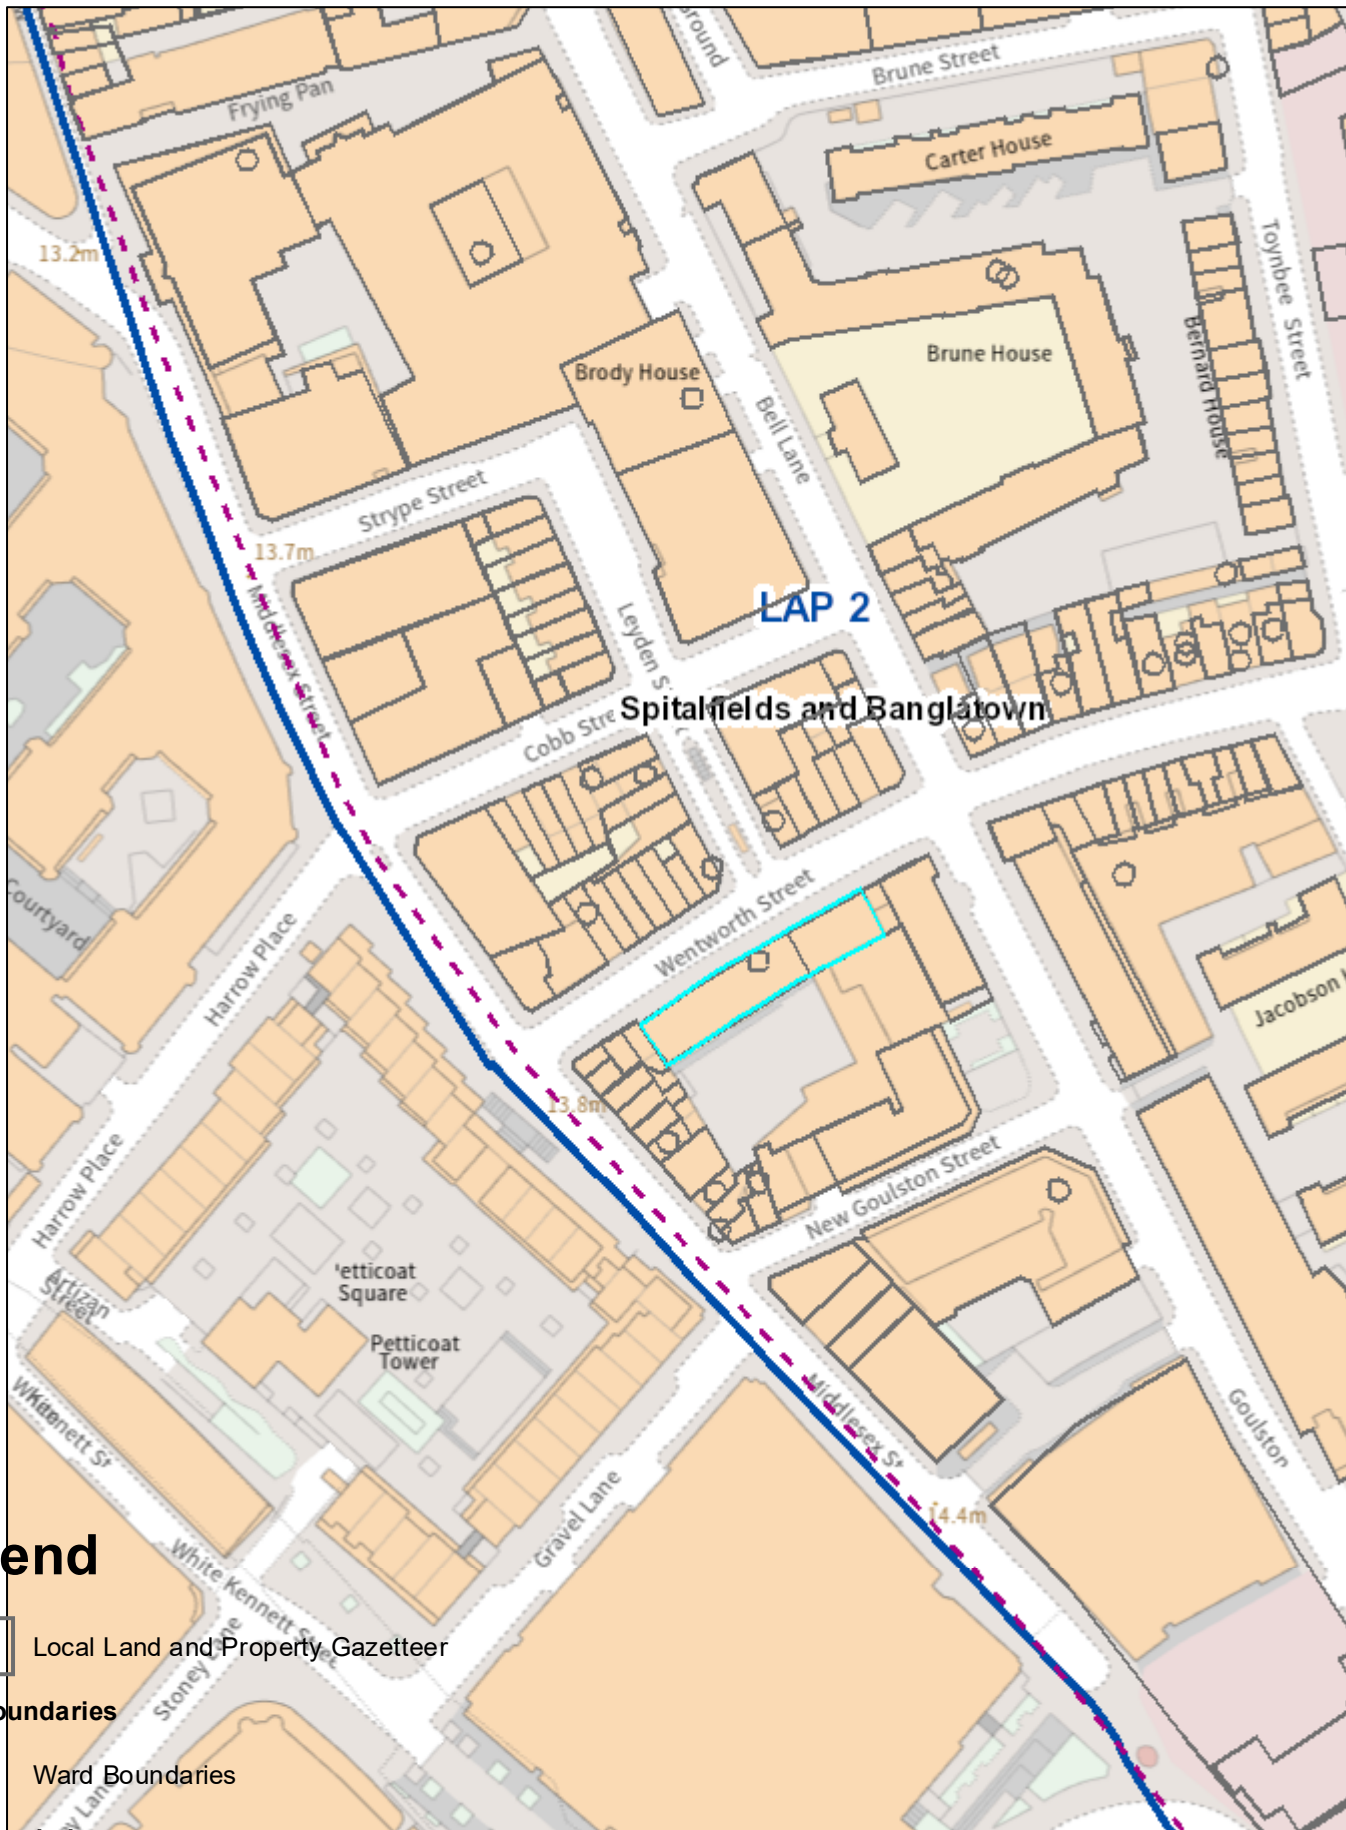 Ground
Brune Street
Frying Pan
Carter House
13.2m
Toynbee Street
Brune House
Bernard House
Brody House
Bell Lane
Strype Street
13.7m
LAP 2
Middlesex Street
Leyden S
Spitalfields and Banglatown
Cobb Stre
Wentworth Street
Courtyard
Harrow Place
Jacobson
13.8m
Harrow Place
New Goulston Street
Artizan
Street
etticoat
Square
Petticoat
Tower
Middlesex St
Goulston
White
Kennett St
14.4m
Gravel Lane
end
White Kennett Street
Local Land and Property Gazetteer
Stoney Lane
oundaries
Ward Boundaries
ey Lane